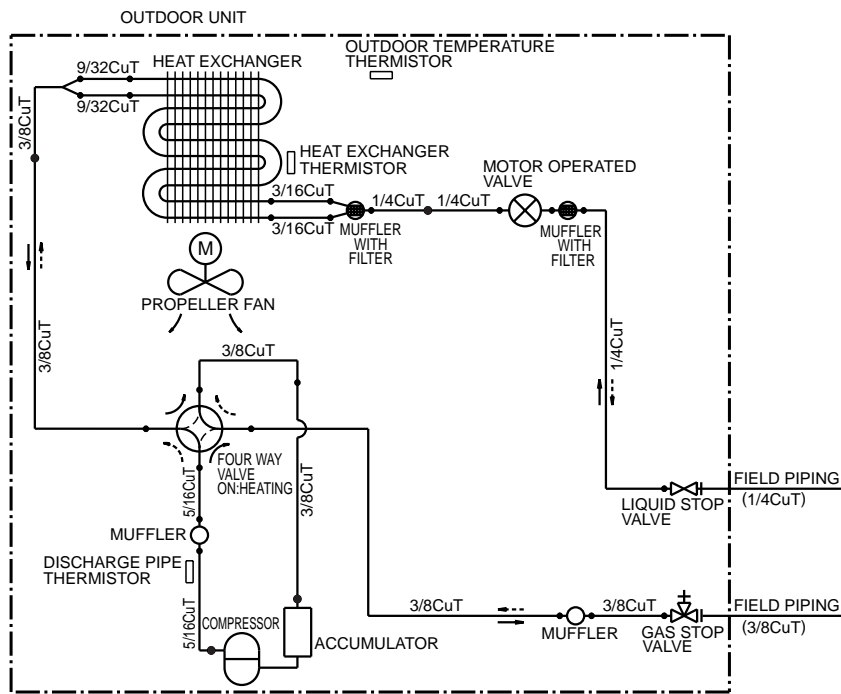 OUTDOOR UNIT
OUTDOOR TEMPERATURE
THERMISTOR
HEAT EXCHANGER
9/32CuT
9/32CuT
3/8CuT
HEAT EXCHANGER
THERMISTOR
MOTOR OPERATED
VALVE
3/16CuT
1/4CuT
1/4CuT
3/16CuT
MUFFLER
WITH
FILTER
MUFFLER
WITH
FILTER
M
PROPELLER FAN
3/8CuT
3/8CuT
1/4CuT
FOUR WAY
VALVE
ON:HEATING
5/16CuT
3/8CuT
FIELD PIPING
(1/4CuT)
LIQUID STOP
VALVE
MUFFLER
DISCHARGE PIPE
THERMISTOR
5/16CuT
COMPRESSOR
ACCUMULATOR
3/8CuT
3/8CuT
MUFFLER
GAS STOP
VALVE
FIELD PIPING
(3/8CuT)